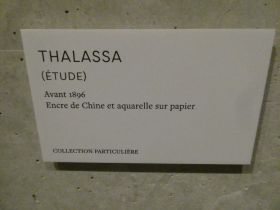 THALASSA
(ÉTUDE)
Avant 1896
Encre de Chine et aquarelle sur papier
COLLECTION PARTICULIÈRE